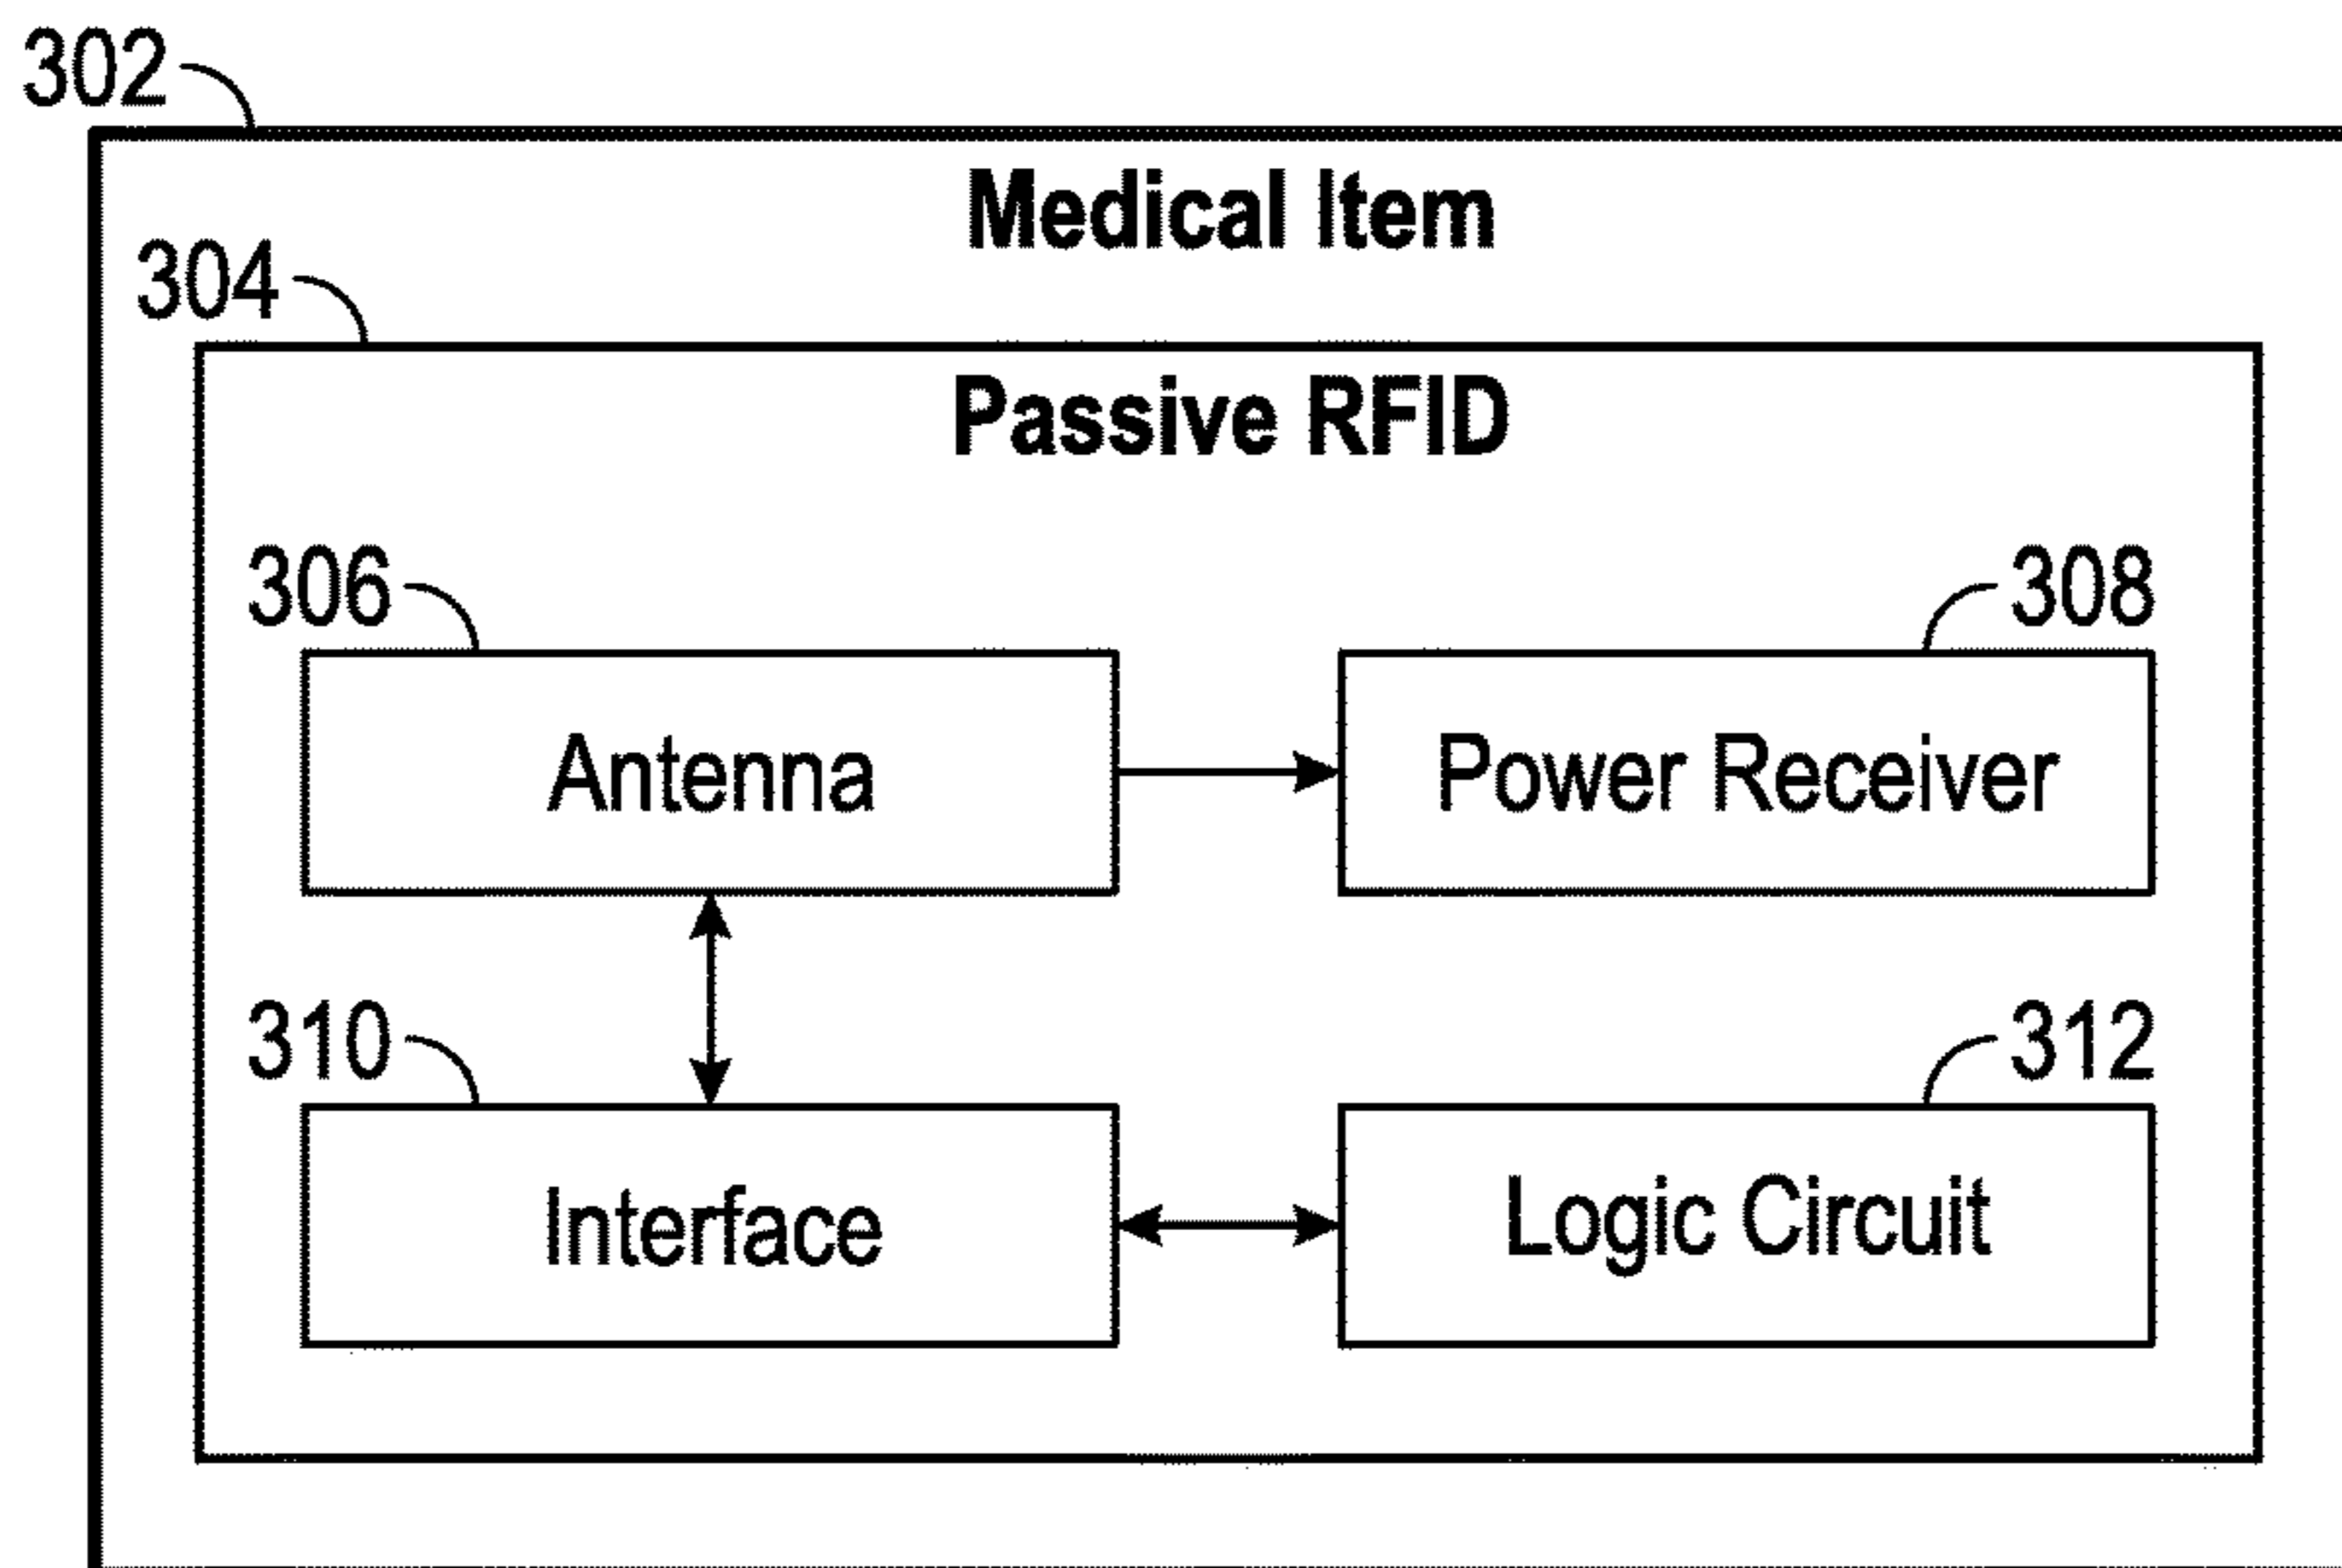 302
Medical Item
304
Passive RFID
306
308
Antenna
Power Receiver
310
312
Interface
Logic Circuit